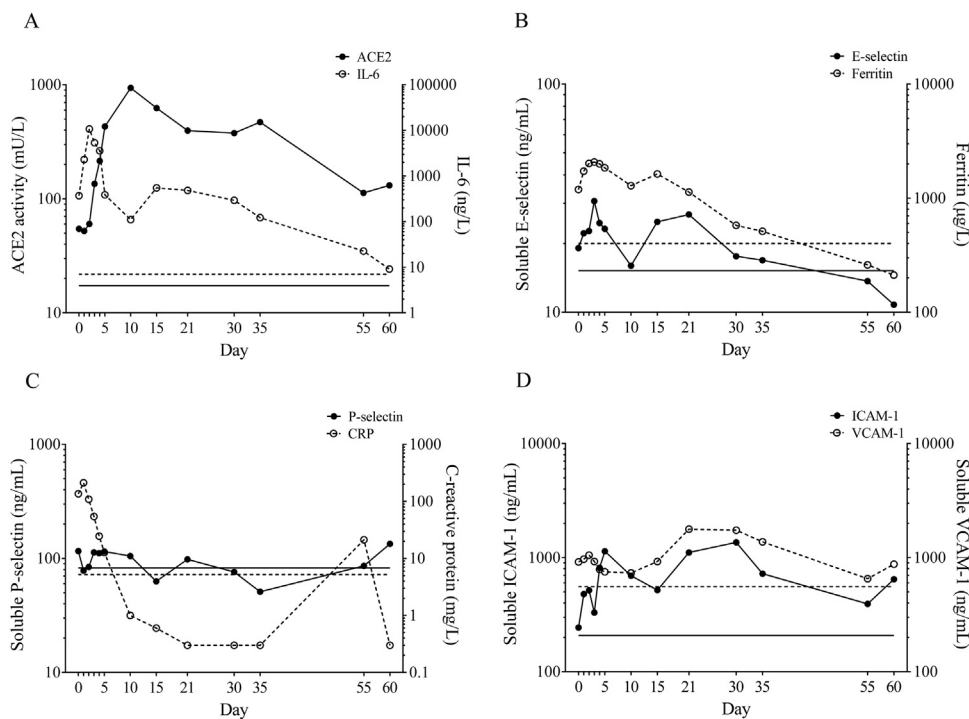 A
ACE2
IL-6
1000
100
10
ACE2 activity (mU/L)
100000
10000
1000
100
10
1
IL-6 (ng/L)
0 5 10 15 21 30 35 55 60
Day
B
E-selectin
Ferritin
100
10
Soluble E-selectin (ng/mL)
10000
1000
100
Ferritin
(µg/L)
0 5 10 15 21 30 35 55 60
Day
C
P-selectin
CRP
1000
100
10
Soluble P-selectin (ng/mL)
1000
100
10
1
0.1
C-reactive protein (mg/L)
0 5 10 15 21 30 35 55 60
Day
D
ICAM-1
VCAM-1
10000
1000
100
Soluble ICAM-1 (ng/mL)
10000
1000
100
Soluble VCAM-1
(ng/mL)
0 5 10 15 21 30 35 55 60
Day